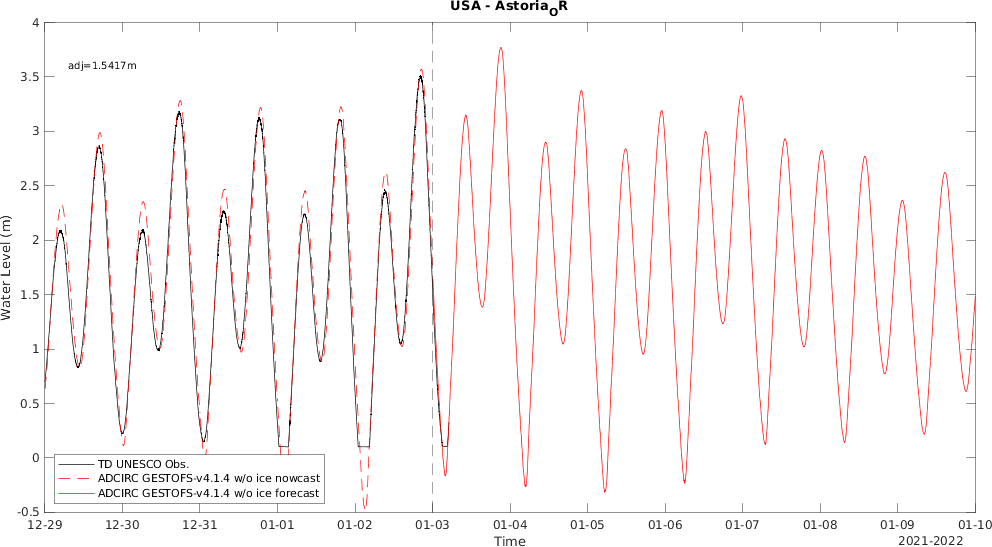 USA - Astoria_OR
4
adj=1.5417m
3.5
3
2.5
2
1.5
1
0.5
0
-0.5
Water Level (m)
TD UNESCO Obs.
ADCIRC GESTOFS-v4.1.4 w/o ice nowcast
ADCIRC GESTOFS-v4.1.4 w/o ice forecast
12-29 12-30 12-31 01-01 01-02 01-03 01-04 01-05 01-06 01-07 01-08 01-09 01-10
Time
2021-2022